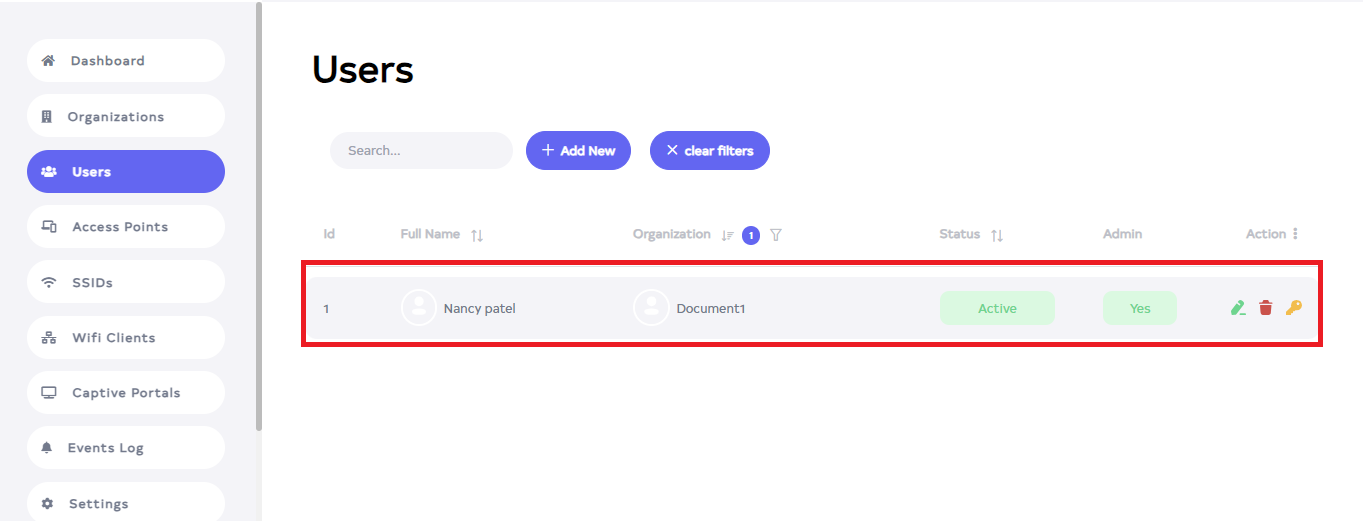 Dashboard
Organizations
Users
Access Points
SSIDs
Wifi Clients
Captive Portals
Events Log
Settings
Users
Search... Add New clear filters
Id Full Name Organization 1 Status Admin Action
1 Nancy patel Document1 Active Yes